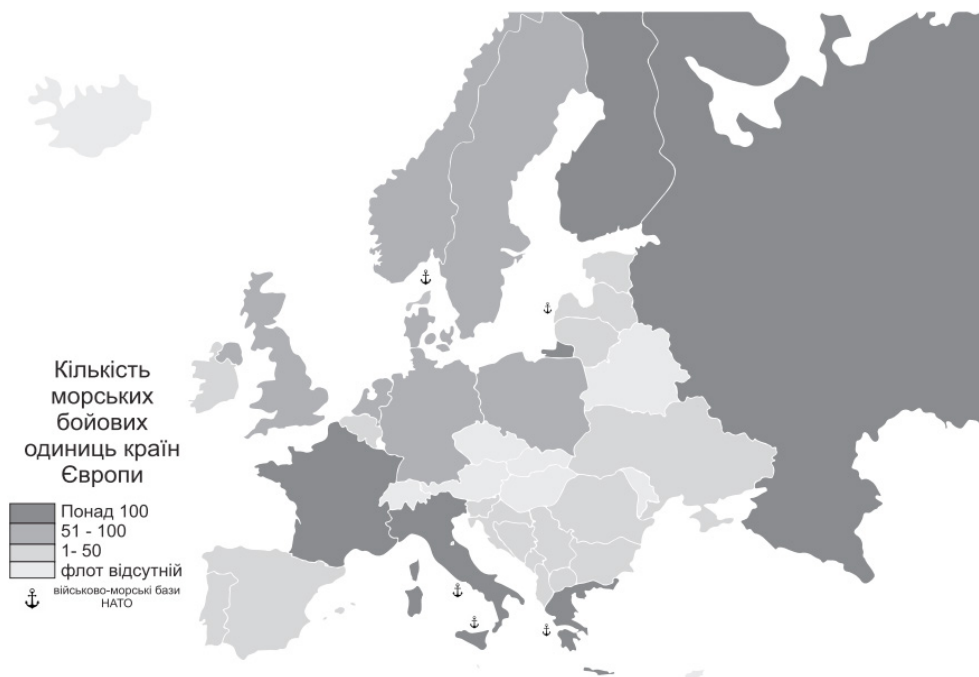 Кількість
морських
бойових
одиниць країн
Європи
Понад 100
51 - 100
1- 50
флот відсутній
військово-морські бази
НАТО